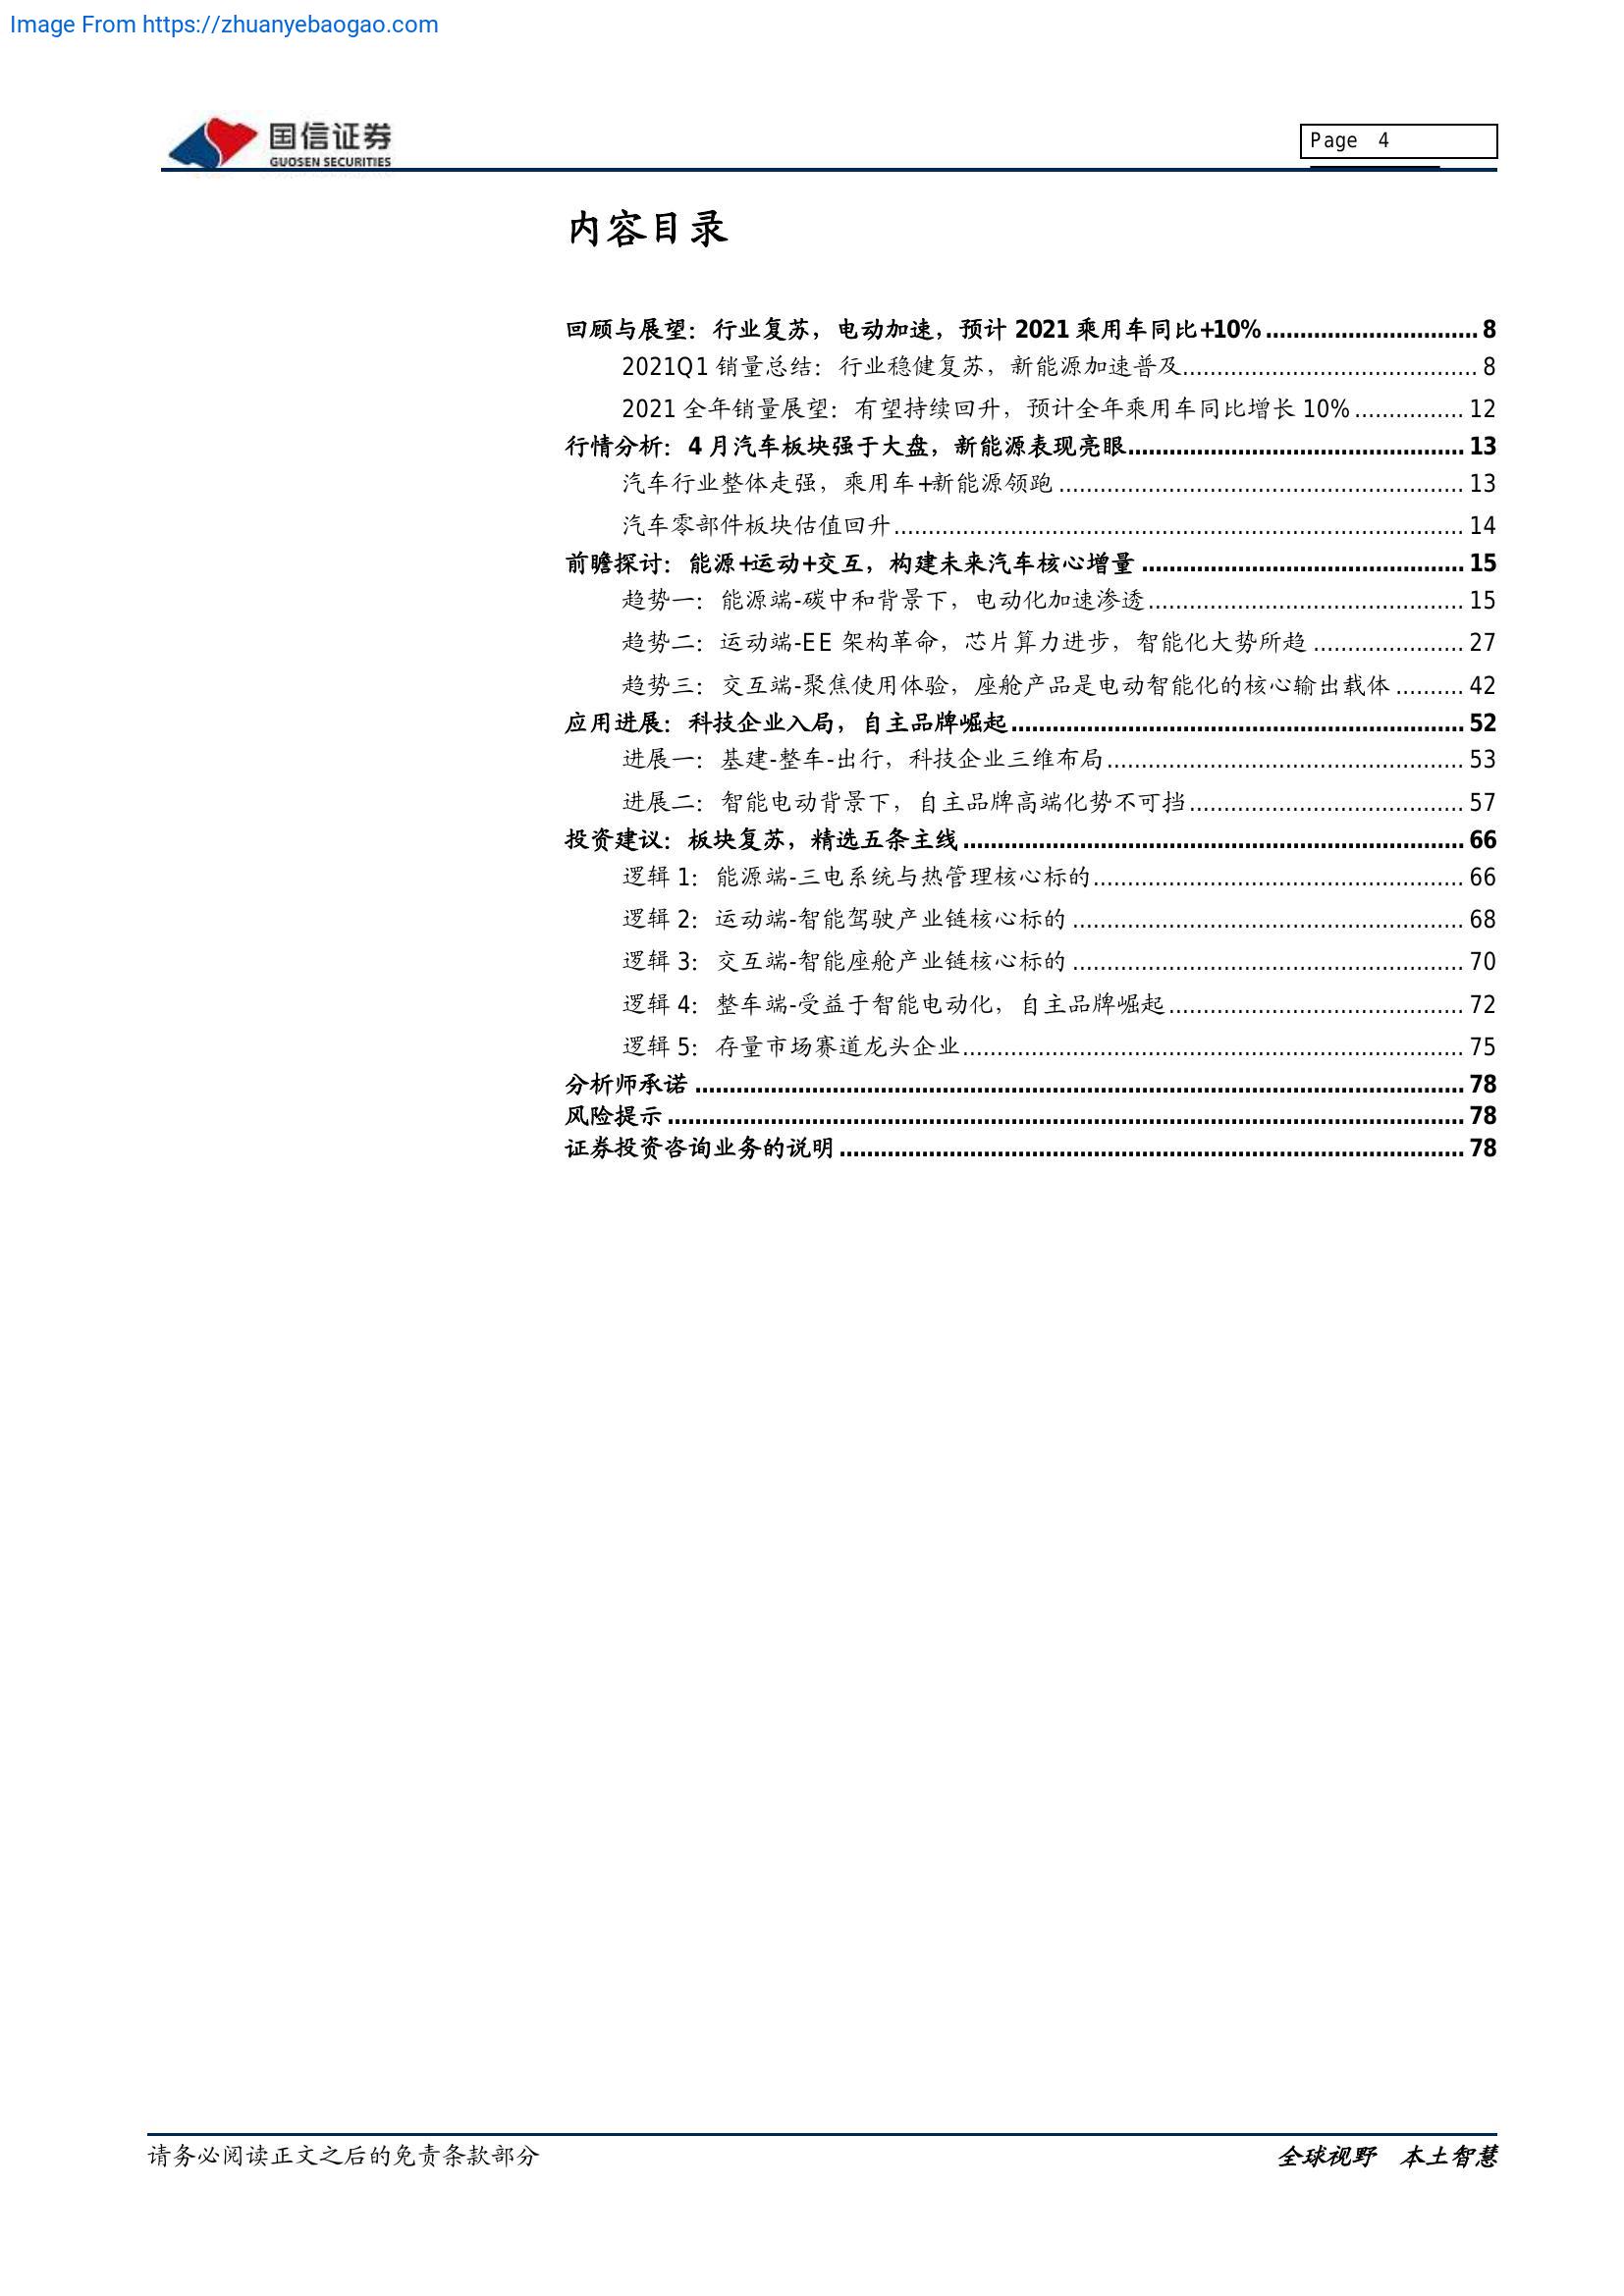 Image From https://zhuanyebaogao.com
国信证券
GUOSEN SECURITIES
Page 4
内容目录
回顾与展望：行业复苏，电动加速，预计 2021 乘用车同比+10%...............................8
2021Q1 销量总结：行业稳健复苏，新能源加速普及...........................................8
2021 全年销量展望：有望持续回升，预计全年乘用车同比增长 10%................12
行情分析：4 月汽车板块强于大盘，新能源表现亮眼.................................................13
汽车行业整体走强，乘用车+新能源领跑...........................................................13
汽车零部件板块估值回升...................................................................................14
前瞻探讨：能源+运动+交互，构建未来汽车核心增量...............................................15
趋势一：能源端-碳中和背景下，电动化加速渗透..............................................15
趋势二：运动端-EE 架构革命，芯片算力进步，智能化大势所趋......................27
趋势三：交互端-聚焦使用体验，座舱产品是电动智能化的核心输出载体..........42
应用进展：科技企业入局，自主品牌崛起..................................................................52
进展一：基建-整车-出行，科技企业三维布局....................................................53
进展二：智能电动背景下，自主品牌高端化势不可挡........................................57
投资建议：板块复苏，精选五条主线.........................................................................66
逻辑 1：能源端-三电系统与热管理核心标的......................................................66
逻辑 2：运动端-智能驾驶产业链核心标的.........................................................68
逻辑 3：交互端-智能座舱产业链核心标的.........................................................70
逻辑 4：整车端-受益于智能电动化，自主品牌崛起...........................................72
逻辑 5：存量市场赛道龙头企业.........................................................................75
分析师承诺................................................................................................................78
风险提示....................................................................................................................78
证券投资咨询业务的说明...........................................................................................78
请务必阅读正文之后的免责条款部分
全球视野 本土智慧